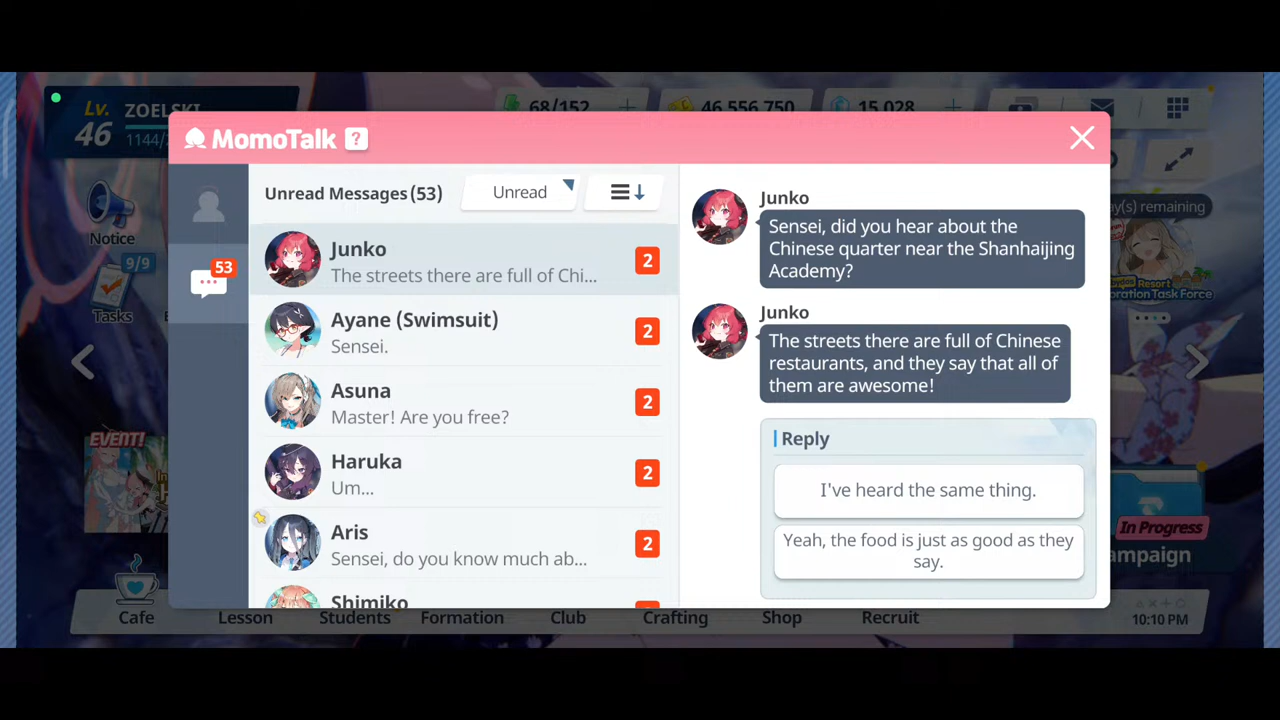 Lv.
46
ZOELSKI
68/152
46,556,750
15,028
MomoTalk ?
Notice
9/9
Tasks
EVENT!
53
Unread Messages (53)
Unread
Junko
The streets there are full of Chi...
2
Ayane (Swimsuit)
Sensei.
2
Asuna
Master! Are you free?
2
Haruka
Um...
2
Aris
Sensei, do you know much ab...
2
Shimiko
Junko
Sensei, did you hear about the
Chinese quarter near the Shanhaijing
Academy?
Junko
The streets there are full of Chinese
restaurants, and they say that all of
them are awesome!
Reply
I've heard the same thing.
Yeah, the food is just as good as they
say.
remaining
Resort
Task Force
In Progress
ampaign
Cafe
Lesson
Students
Formation
Club
Crafting
Shop
Recruit
10:10 PM